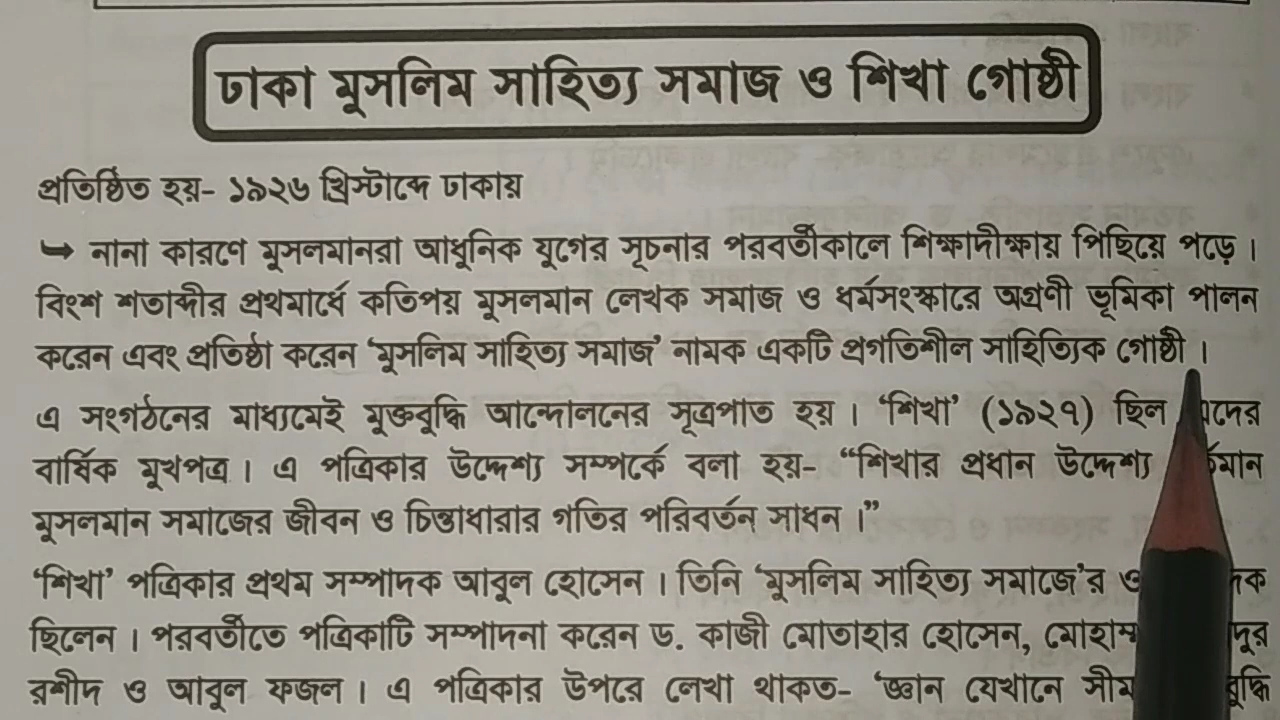 ঢাকা মুসলিম সাহিত্য সমাজ ও শিখা গোষ্ঠী
প্রতিষ্ঠিত হয়- ১৯২৬ খ্রিস্টাব্দে ঢাকায়
↪ নানা কারণে মুসলমানরা আধুনিক যুগের সূচনার পরবর্তীকালে শিক্ষাদীক্ষায় পিছিয়ে পড়ে।
বিংশ শতাব্দীর প্রথমার্ধে কতিপয় মুসলমান লেখক সমাজ ও ধর্মসংস্কারে অগ্রণী ভূমিকা পালন
করেন এবং প্রতিষ্ঠা করেন ‘মুসলিম সাহিত্য সমাজ’ নামক একটি প্রগতিশীল সাহিত্যিক গোষ্ঠী।
এ সংগঠনের মাধ্যমেই মুক্তবুদ্ধি আন্দোলনের সূত্রপাত হয়। ‘শিখা’ (১৯২৭) ছিল
বার্ষিক মুখপত্র। এ পত্রিকার উদ্দেশ্য সম্পর্কে বলা হয়- “শিখার প্রধান উদ্দেশ্য
মুসলমান সমাজের জীবন ও চিন্তাধারার গতির পরিবর্তন সাধন।”
‘শিখা’ পত্রিকার প্রথম সম্পাদক আবুল হোসেন। তিনি ‘মুসলিম সাহিত্য সমাজে’র
ছিলেন। পরবর্তীতে পত্রিকাটি সম্পাদনা করেন ড. কাজী মোতাহার হোসেন,
রশীদ ও আবুল ফজল। এ পত্রিকার উপরে লেখা থাকত- ‘জ্ঞান যেখানে